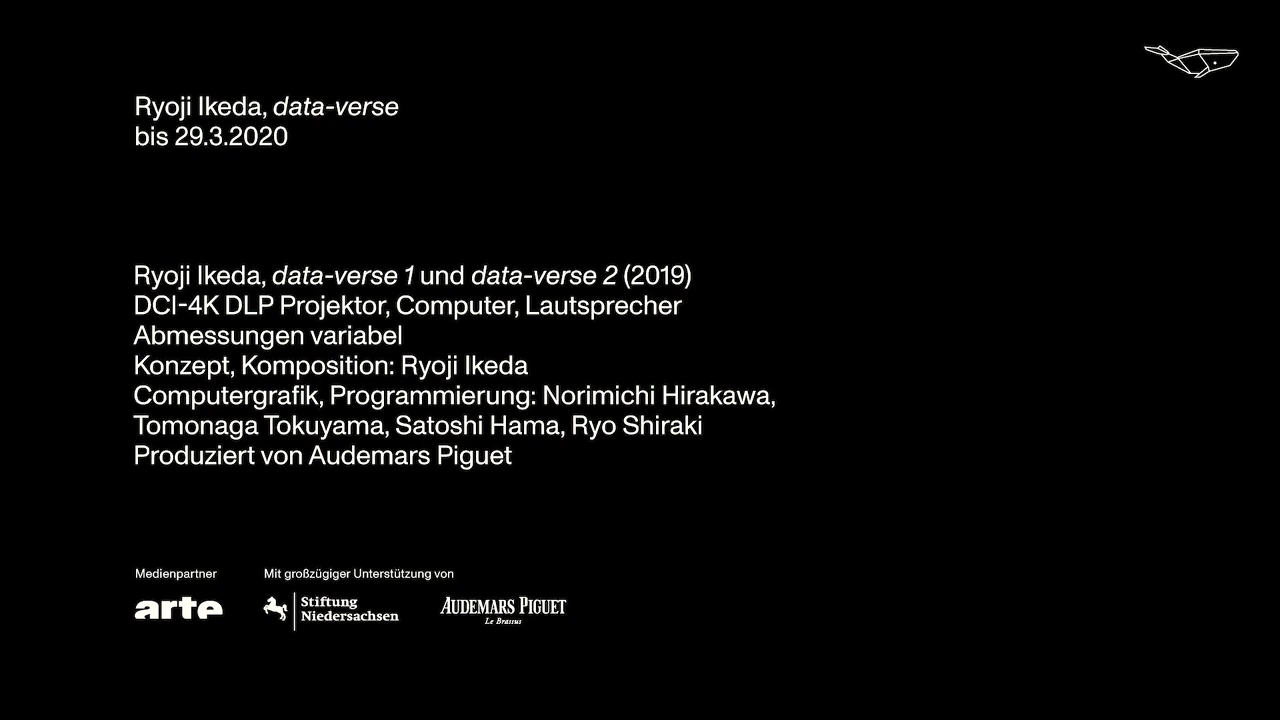 Ryoji Ikeda, data-verse
bis 29.3.2020
Ryoji Ikeda, data-verse 1 und data-verse 2 (2019)
DCI-4K DLP Projektor, Computer, Lautsprecher
Abmessungen variabel
Konzept, Komposition: Ryoji Ikeda
Computergrafik, Programmierung: Norimichi Hirakawa,
Tomonaga Tokuyama, Satoshi Hama, Ryo Shiraki
Produziert von Audemars Piguet
Medienpartner
arte
Mit großzügiger Unterstützung von
Stiftung
Niedersachsen
AUDEMARS PIGUET
Le Brassus